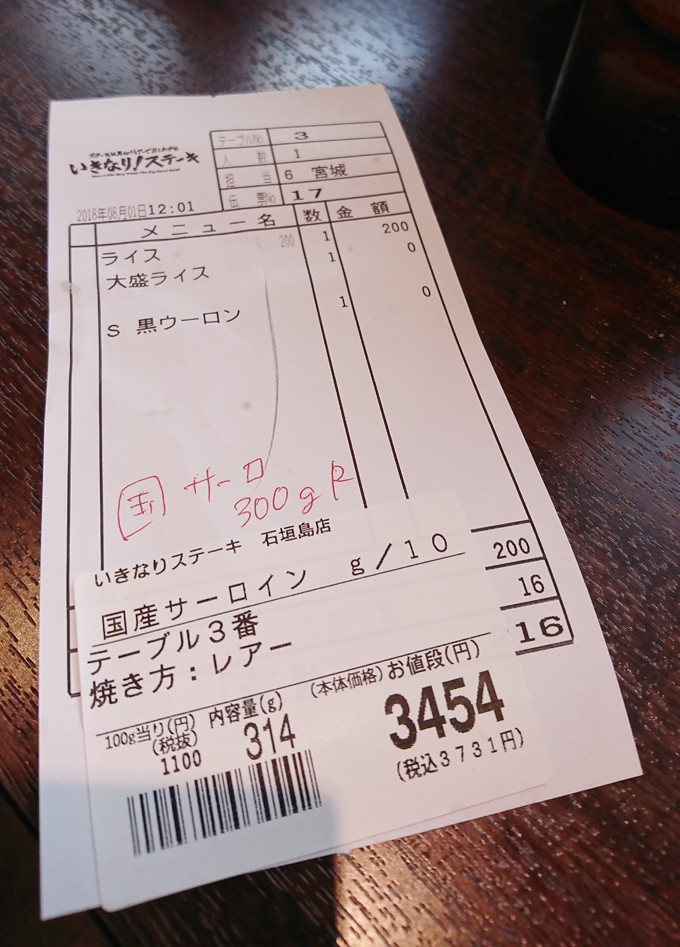 いきなり!ステーキ
テーブルNo 3
人数 1
担当 6 宮城
伝票No 17
2018年08月01日12:01
メニュー名 数 金額
ライス 200 1 200
大盛ライス 1 0
S 黒ウーロン 1 0
国 サーロ
300g
いきなりステーキ 石垣島店
国産サーロイン g/10
テーブル3番
焼き方:レアー
200
16
16
100g当り(円) 内容量(g) (本体価格) お値段(円)
(税抜)
1100 314 3454
(税込3731円)